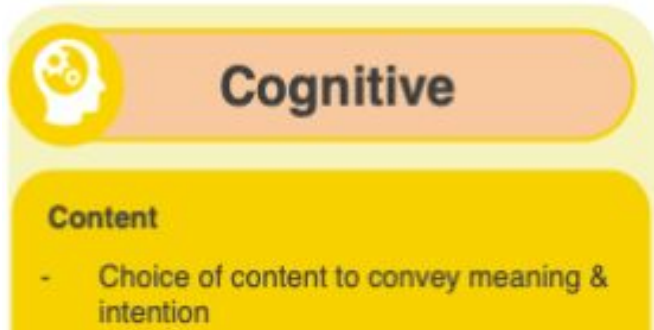 Cognitive
Content
- Choice of content to convey meaning &
intention